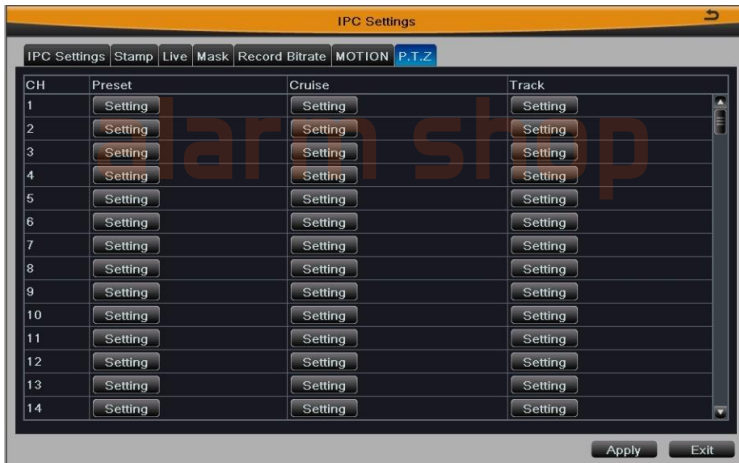 IPC Settings
IPC Settings Stamp Live Mask Record Bitrate MOTION P.T.Z
CH Preset Cruise Track
1 Setting Setting Setting
2 Setting Setting Setting
3 Setting Setting Setting
4 Setting Setting Setting
5 Setting Setting Setting
6 Setting Setting Setting
7 Setting Setting Setting
8 Setting Setting Setting
9 Setting Setting Setting
10 Setting Setting Setting
11 Setting Setting Setting
12 Setting Setting Setting
13 Setting Setting Setting
14 Setting Setting Setting
alarm shop
Apply Exit